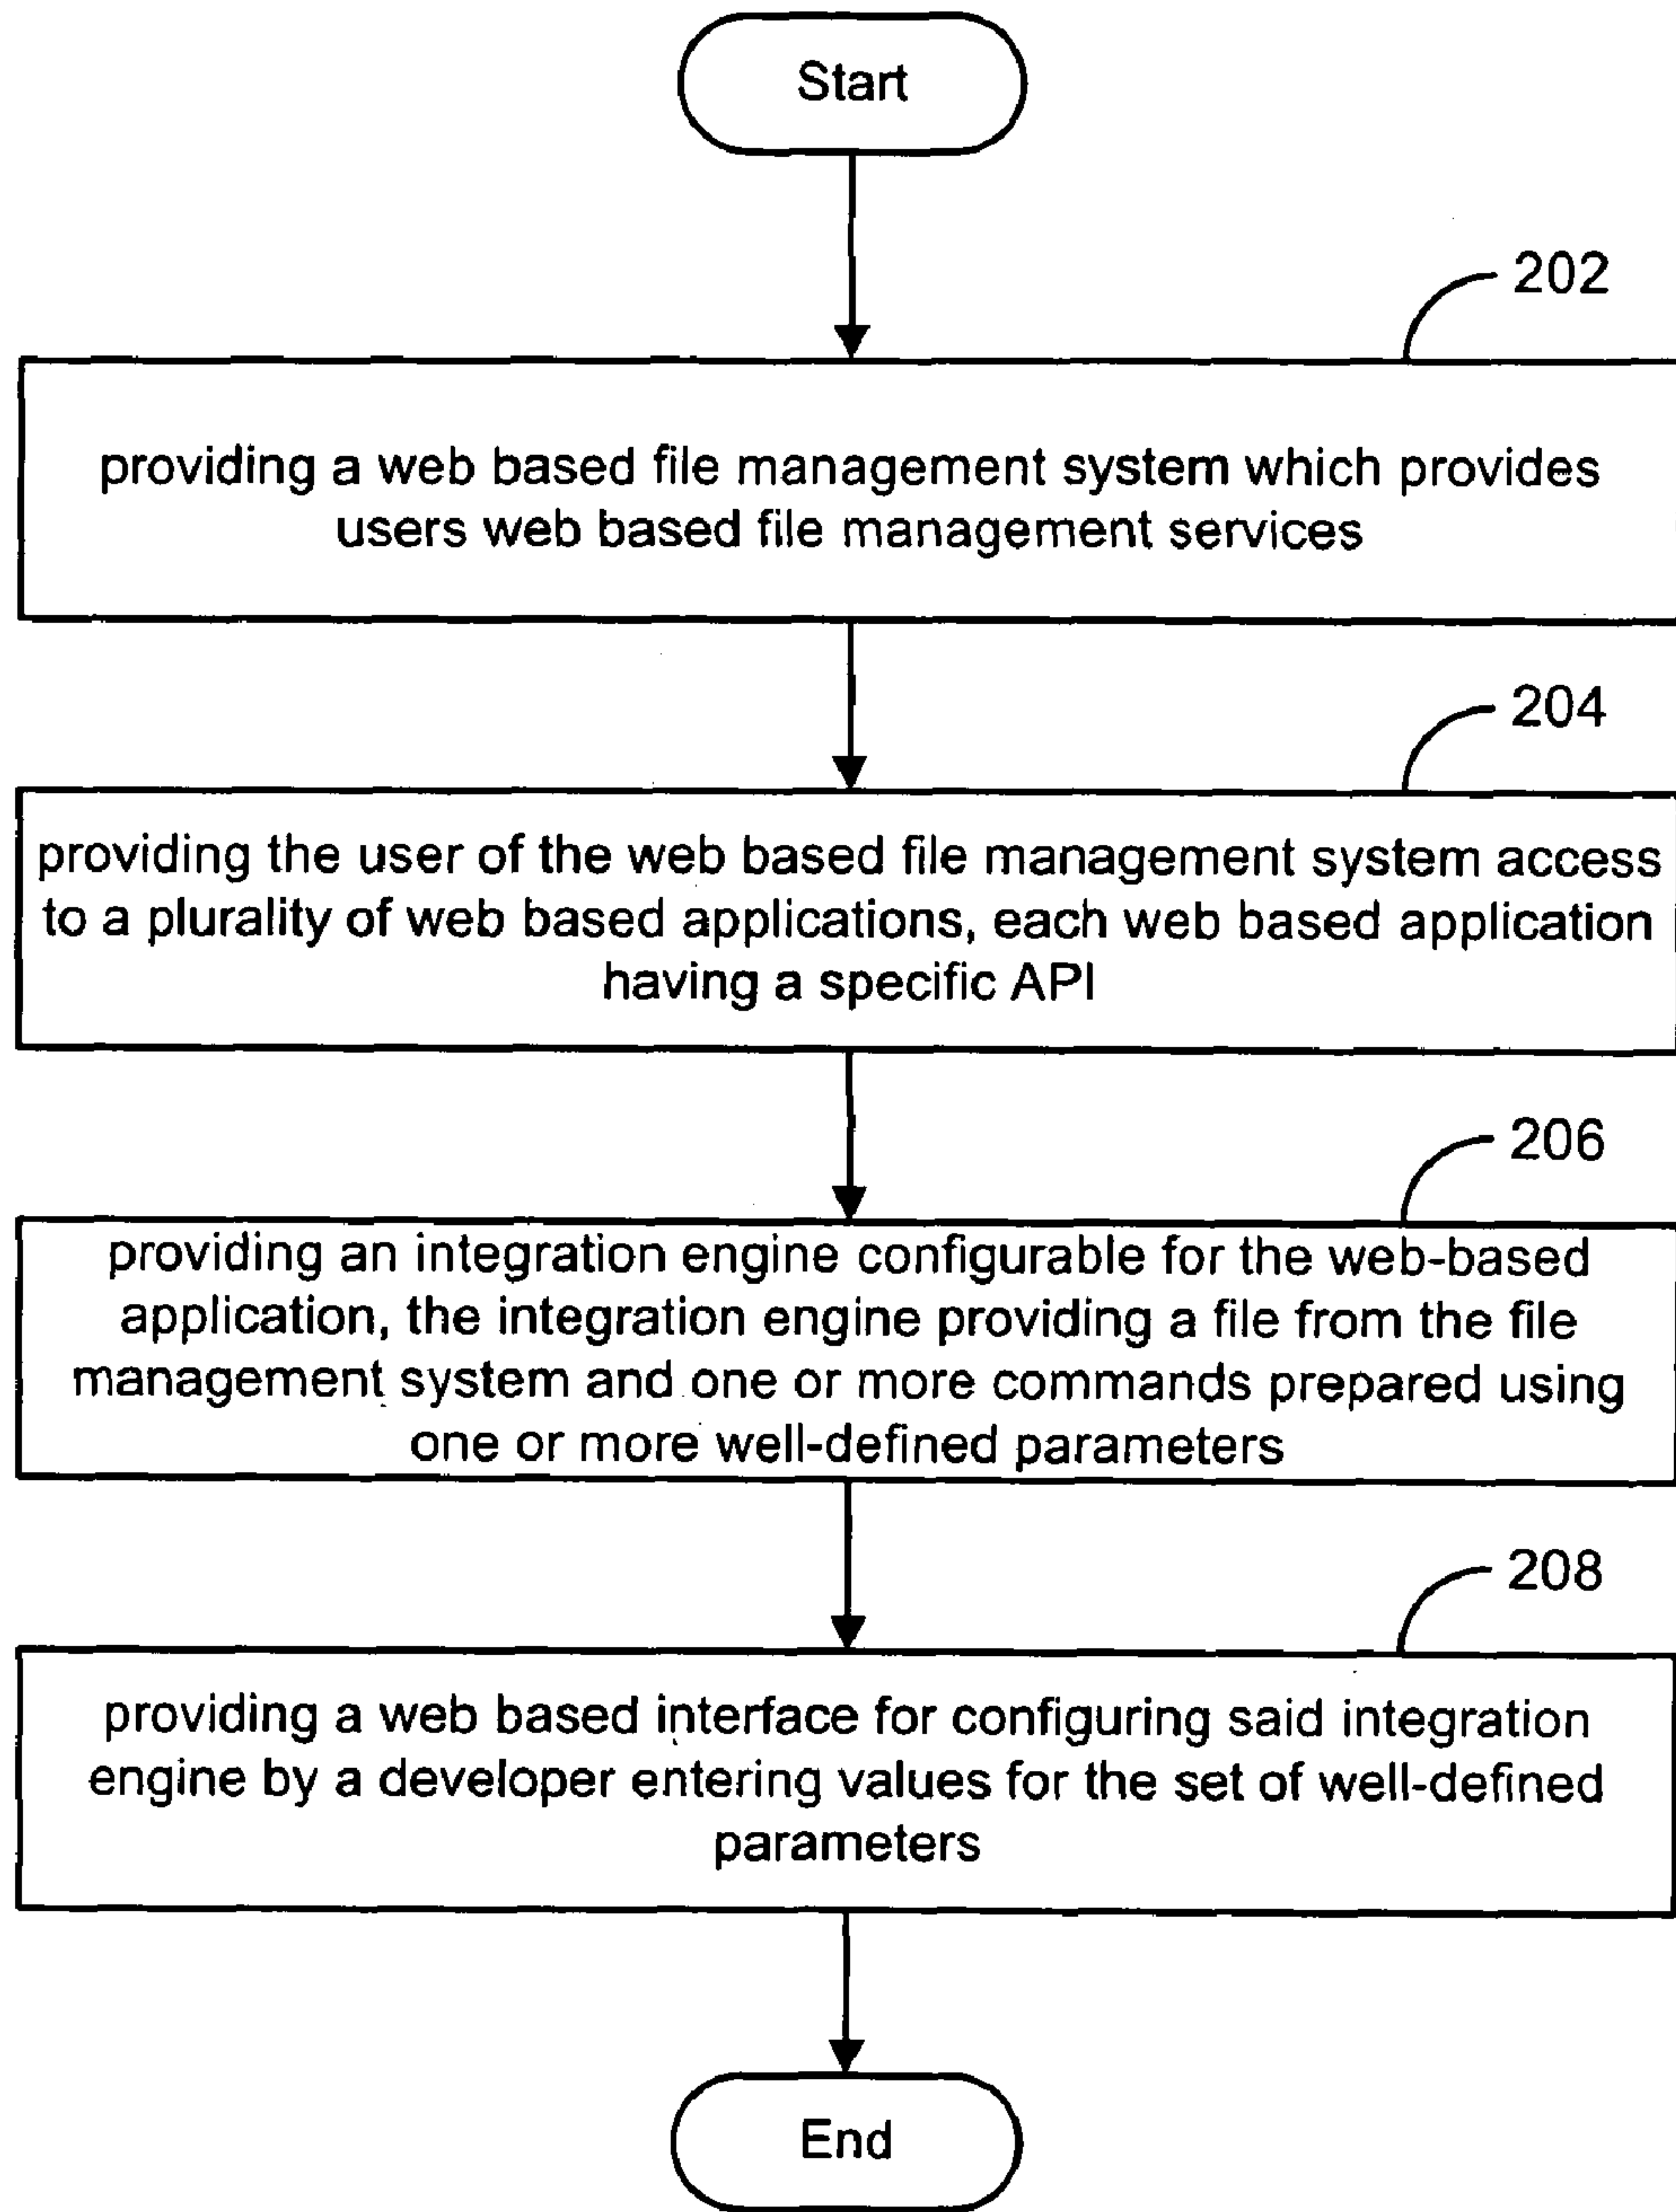 Start
202
providing a web based file management system which provides
users web based file management services
204
providing the user of the web based file management system access
to a plurality of web based applications, each web based application
having a specific API
206
providing an integration engine configurable for the web-based
application, the integration engine providing a file from the file
management system and one or more commands prepared using
one or more well-defined parameters
208
providing a web based interface for configuring said integration
engine by a developer entering values for the set of well-defined
parameters
End